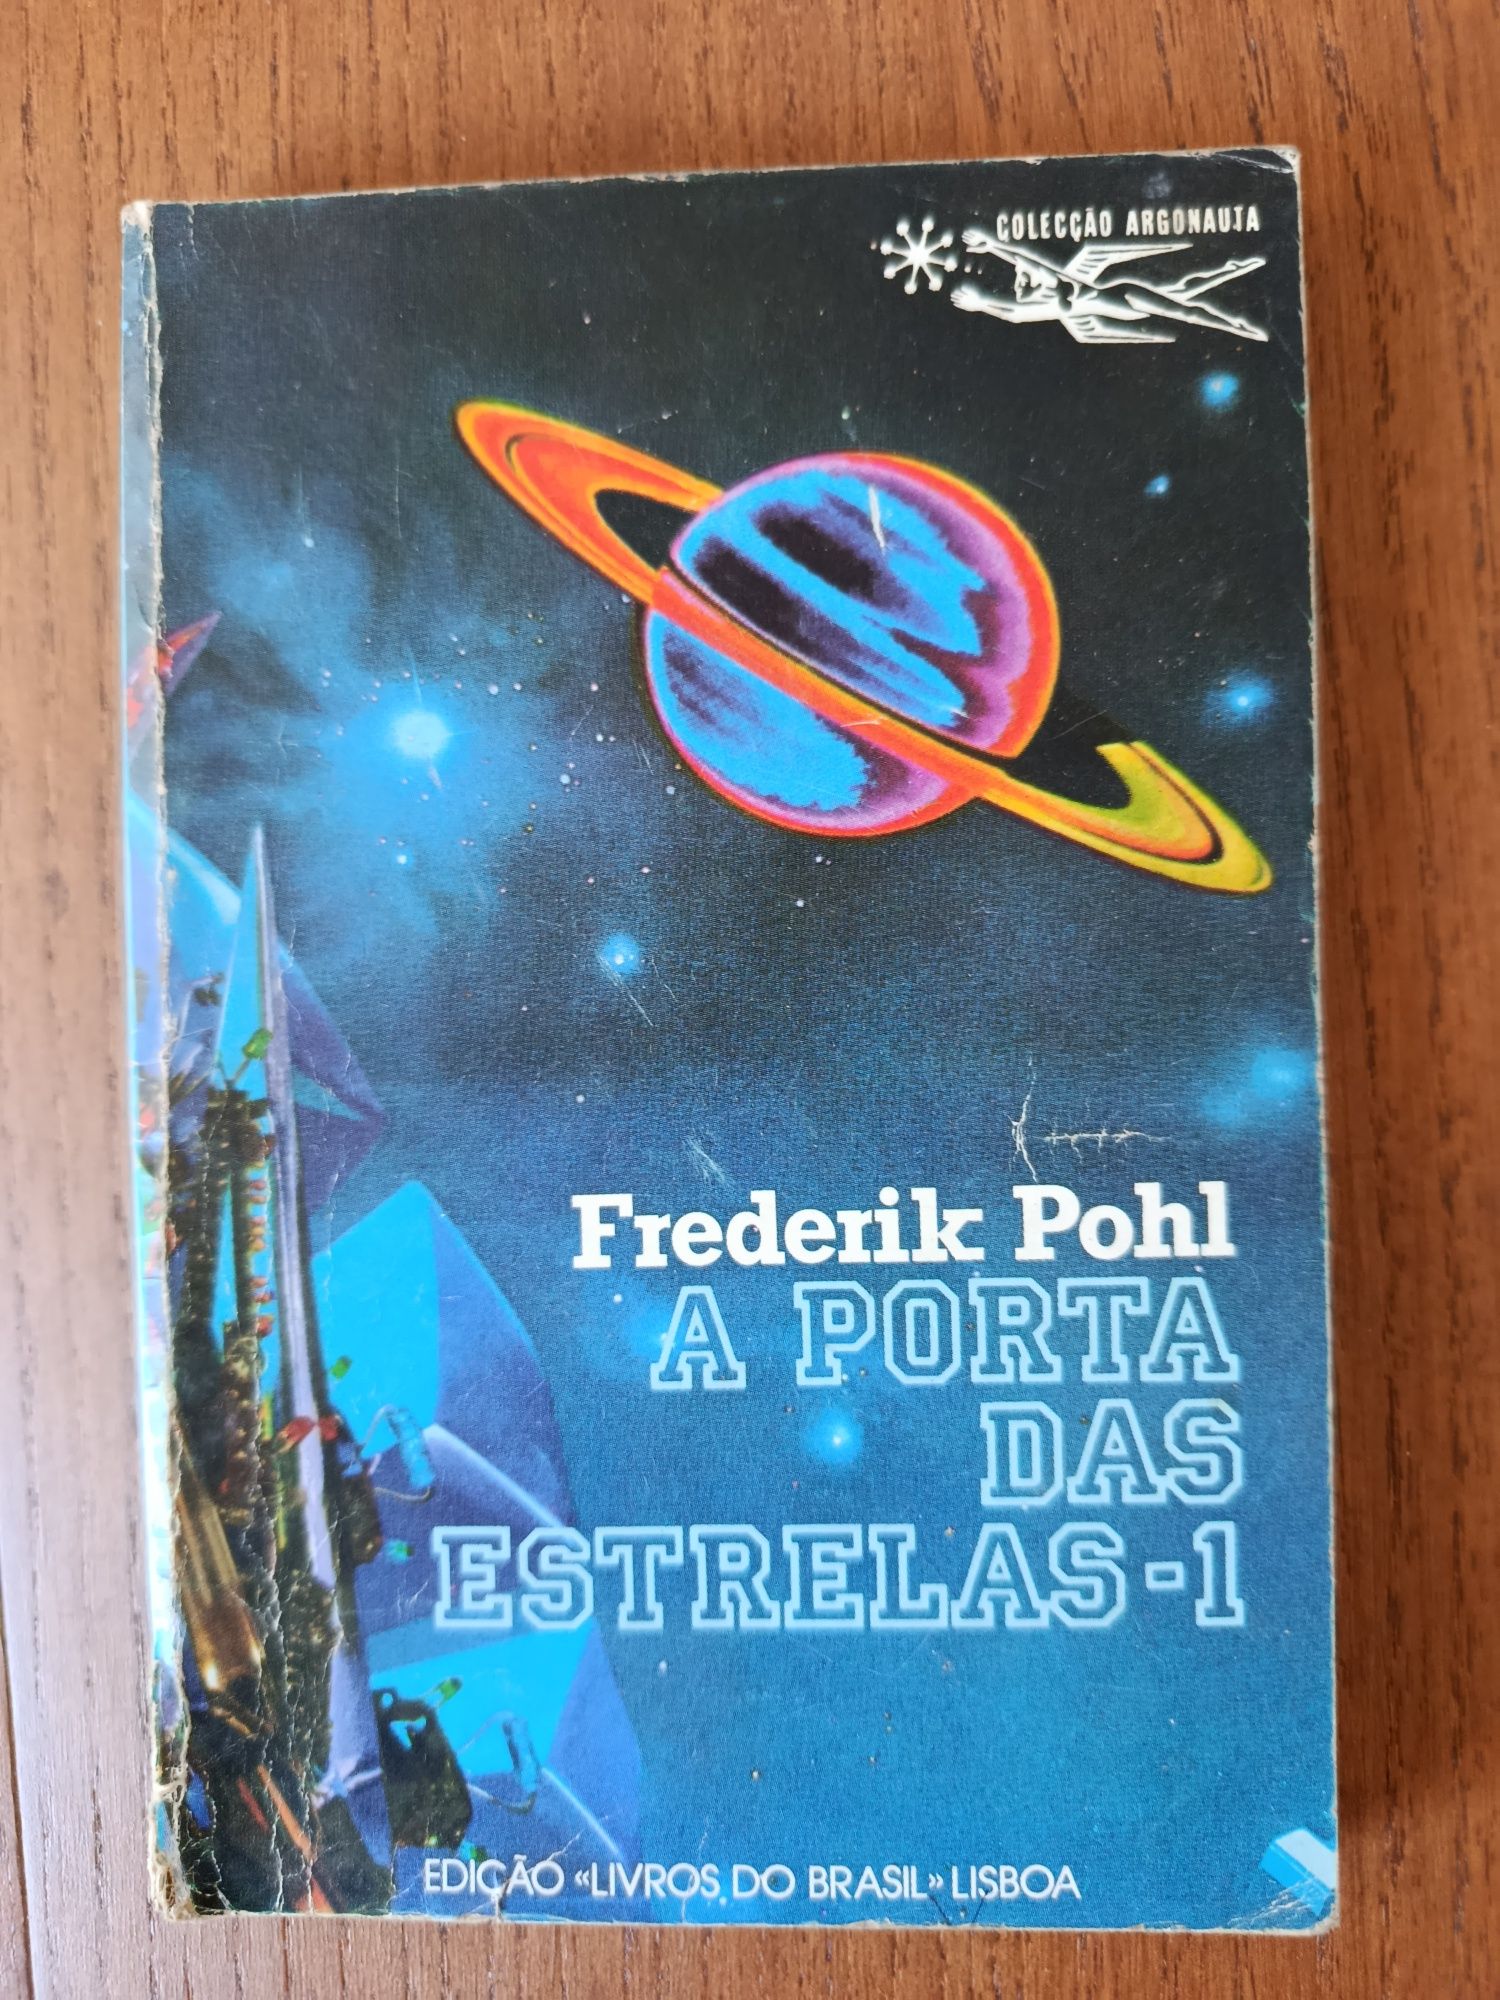 COLECÇÃO ARGONAUTA
Frederik Pohl
A PORTA
DAS
ESTRELAS-1
EDIÇÃO «LIVROS DO BRASIL» LISBOA